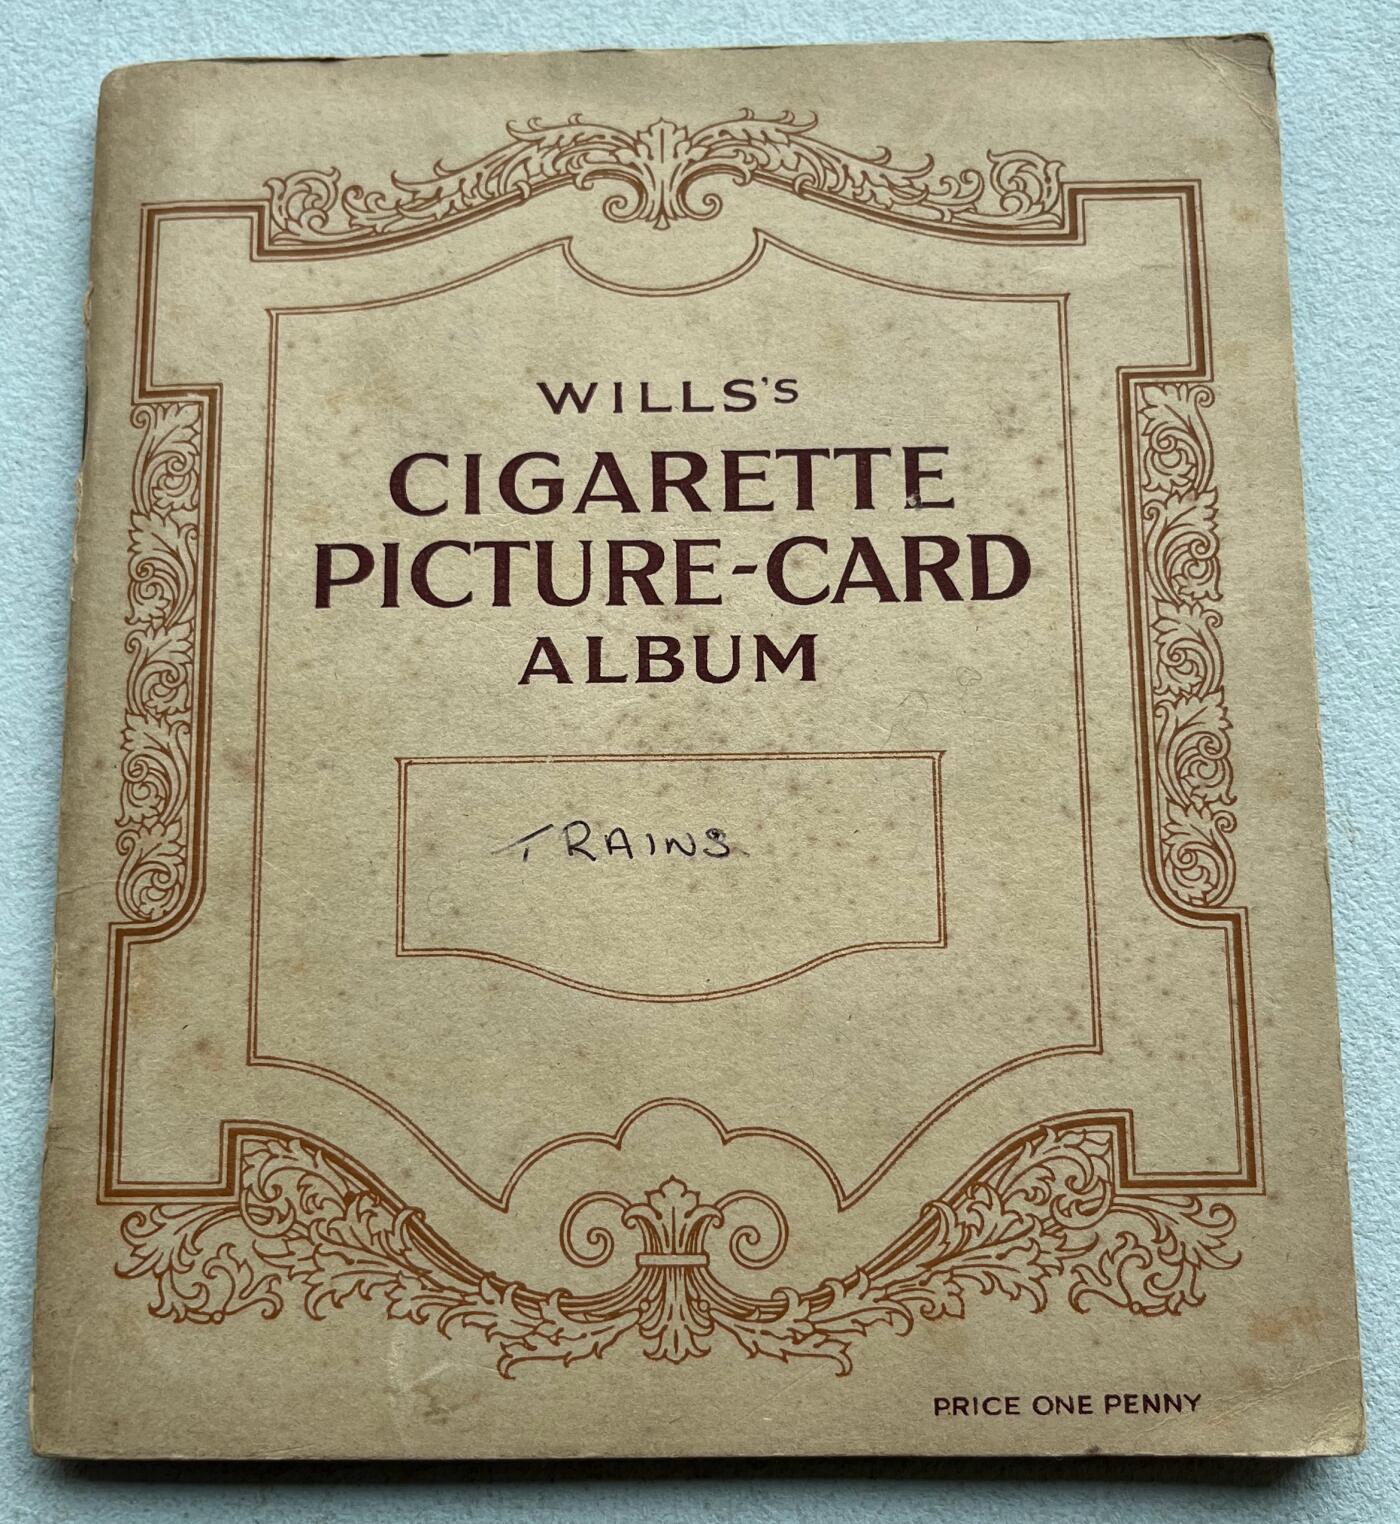 WILLS'S
CIGARETTE
PICTURE-CARD
ALBUM
TRAINS
PRICE ONE PENNY